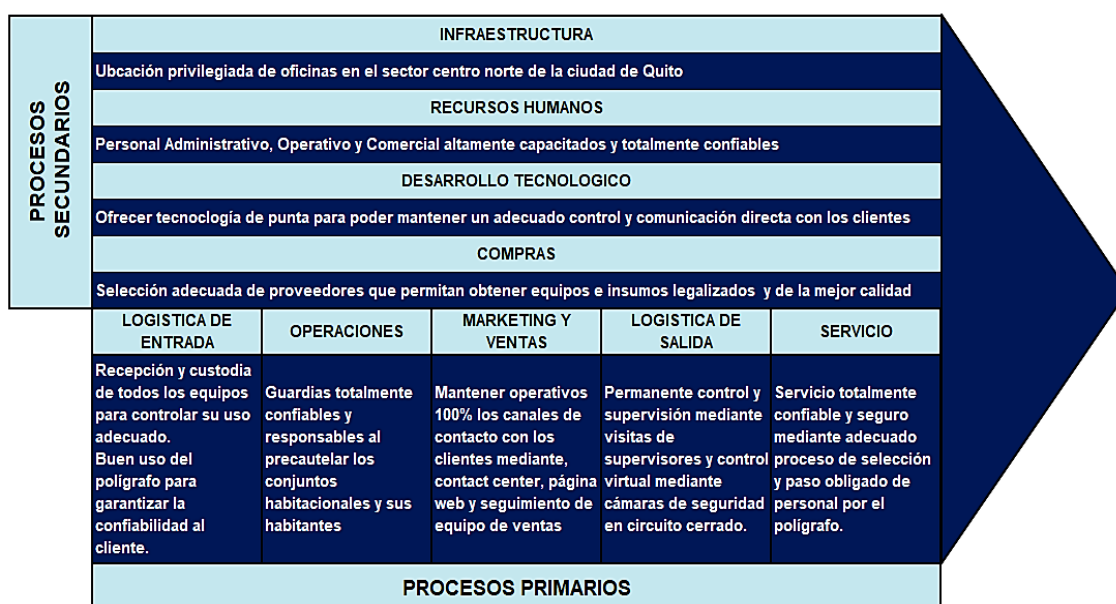 PROCESOS
SECUNDARIOS
INFRAESTRUCTURA
Ubcación privilegiada de oficinas en el sector centro norte de la ciudad de Quito
RECURSOS HUMANOS
Personal Administrativo, Operativo y Comercial altamente capacitados y totalmente confiables
DESARROLLO TECNOLOGICO
Ofrecer tecnoclogía de punta para poder mantener un adecuado control y comunicación directa con los clientes
COMPRAS
Selección adecuada de proveedores que permitan obtener equipos e insumos legalizados y de la mejor calidad
LOGISTICA DE
ENTRADA
Recepción y custodia
de todos los equipos
para controlar su uso
adecuado.
Buen uso del
polígrafo para
garantizar la
confiabilidad al
cliente.
OPERACIONES
Guardias totalmente
confiables y
responsables al
precautelar los
conjuntos
habitacionales y sus
habitantes
MARKETING Y
VENTAS
Mantener operativos
100% los canales de
contacto con los
clientes mediante,
contact center, página
web y seguimiento de
equipo de ventas
LOGISTICA DE
SALIDA
Permanente control y
supervisión mediante
visitas de
supervisores y control
virtual mediante
cámaras de seguridad
en circuito cerrado.
SERVICIO
Servicio totalmente
confiable y seguro
mediante adecuado
proceso de selección
y paso obligado de
personal por el
polígrafo.
PROCESOS PRIMARIOS